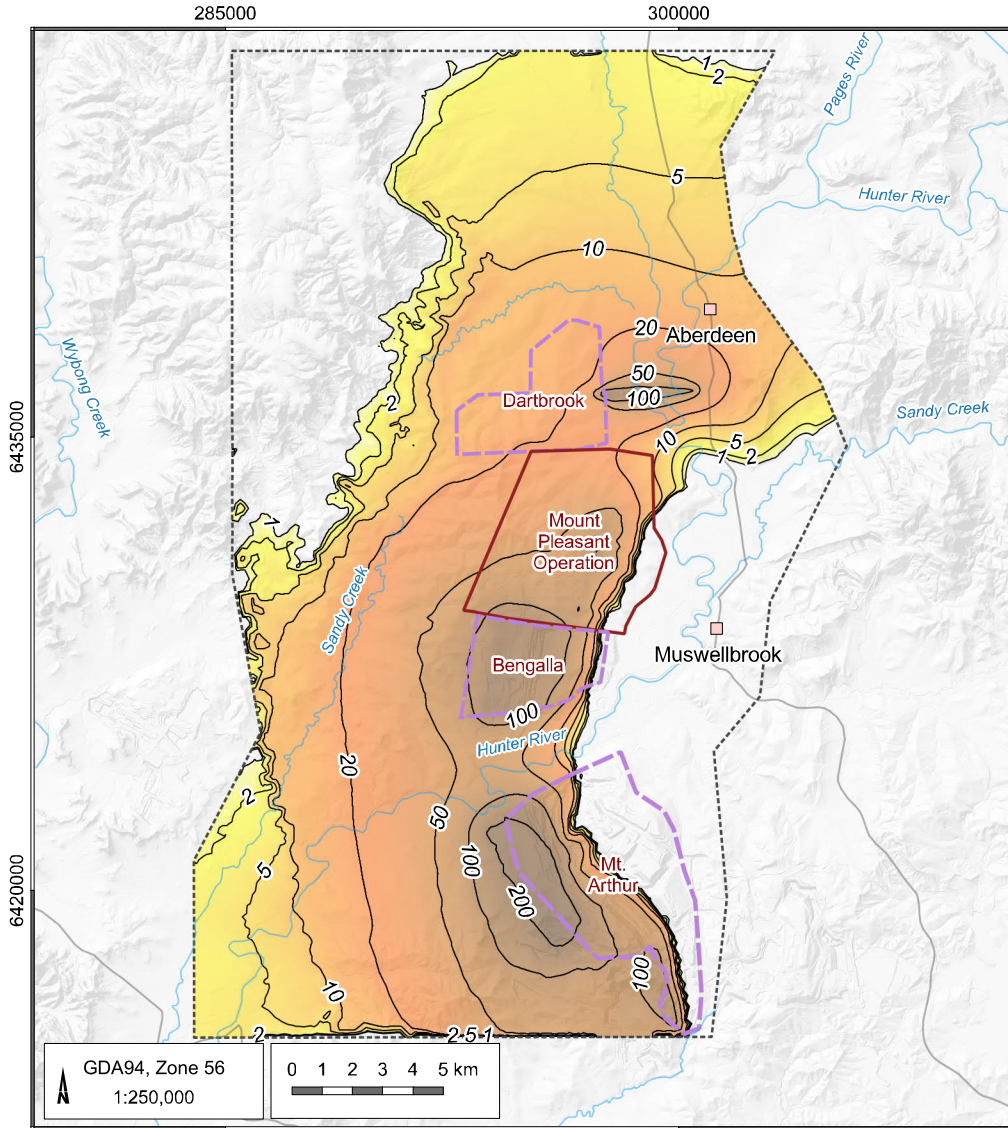 285000
300000
1
2
Pages River
5
Hunter River
10
20
Aberdeen
Wybong Creek
50
100
Dartbrook
2
Sandy Creek
6435000
10
5
1
2
1
Mount
Pleasant
Operation
Sandy Creek
Muswellbrook
Bengalla
100
Hunter River
20
2
50
100
5
Mt.
Arthur
200
6420000
100
10
2
2
5
1
GDA94, Zone 56
1:250,000
0 1 2 3 4 5 km